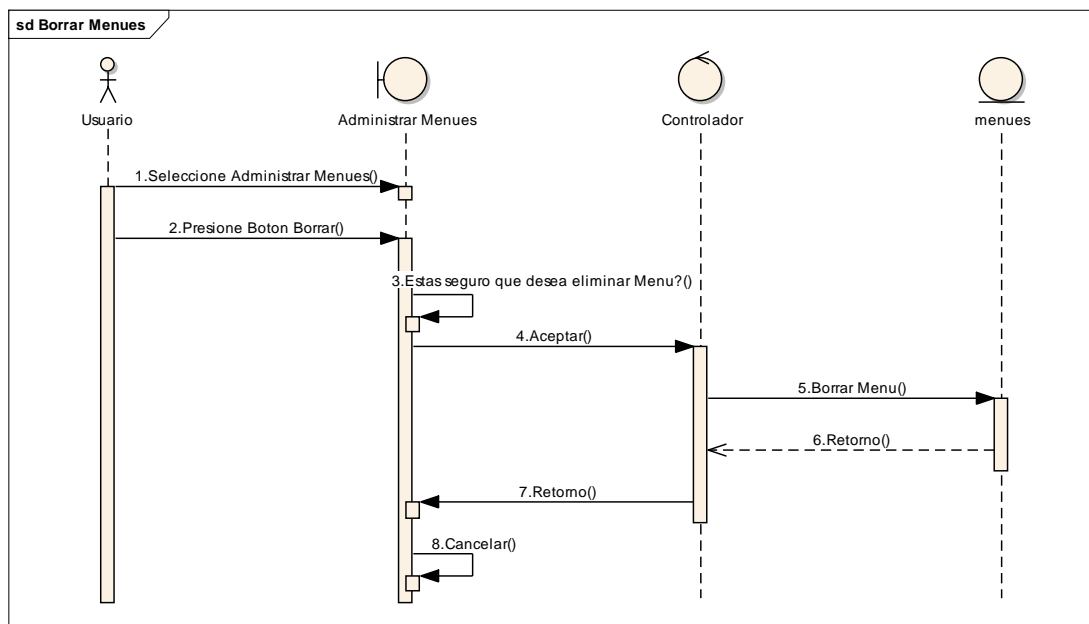 sd Borrar Menues
Usuario
Administrar Menues
Controlador
menues
1.Seleccione Administrar Menues()
2.Presione Boton Borrar()
3.Estas seguro que desea eliminar Menu?()
4.Aceptar()
5.Borrar Menu()
6.Retorno()
7.Retorno()
8.Cancelar()